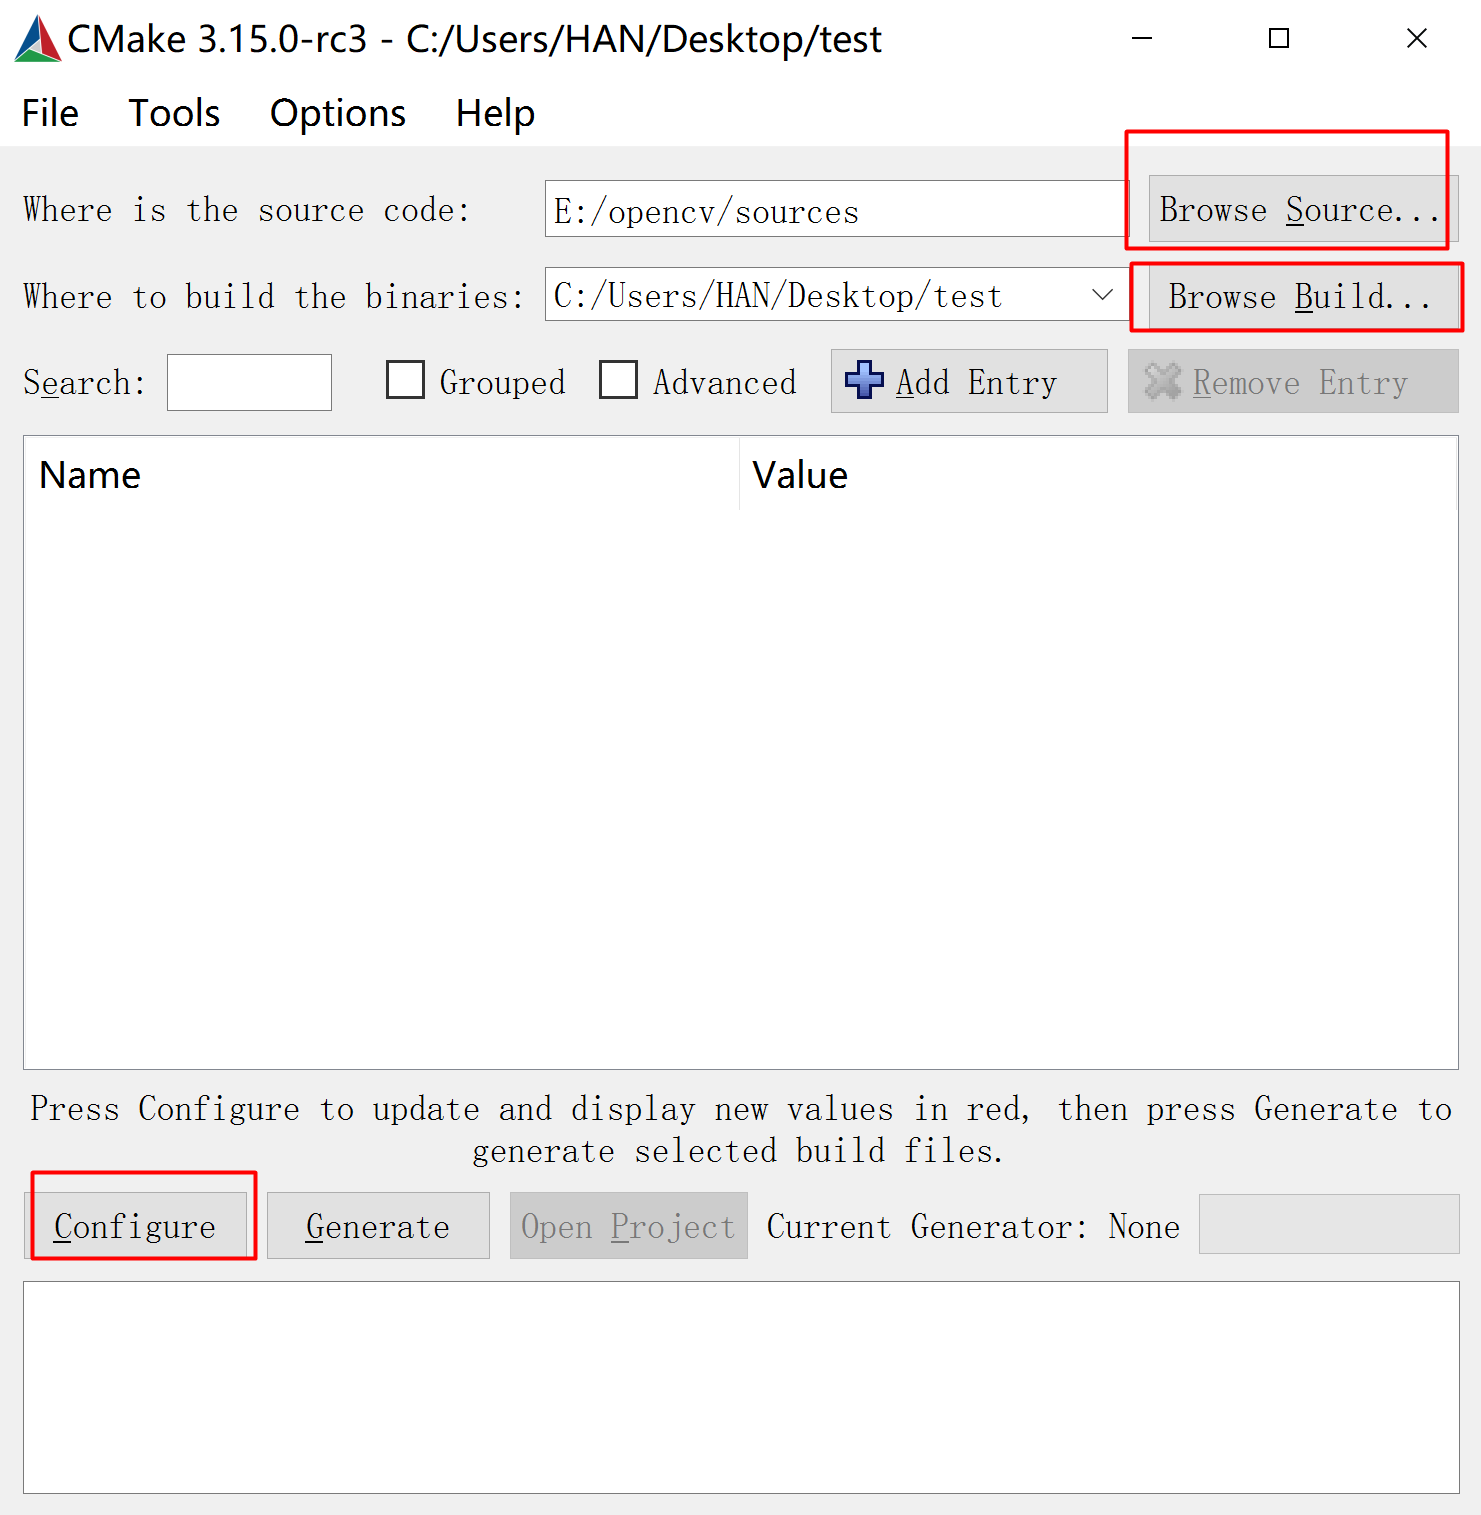 CMake 3.15.0-rc3 - C:/Users/HAN/Desktop/test
File Tools Options Help
Where is the source code: E:/opencv/sources Browse Source...
Where to build the binaries: C:/Users/HAN/Desktop/test Browse Build...
Search: Grouped Advanced Add Entry Remove Entry
Name Value
Press Configure to update and display new values in red, then press Generate to
generate selected build files.
Configure Generate Open Project Current Generator: None